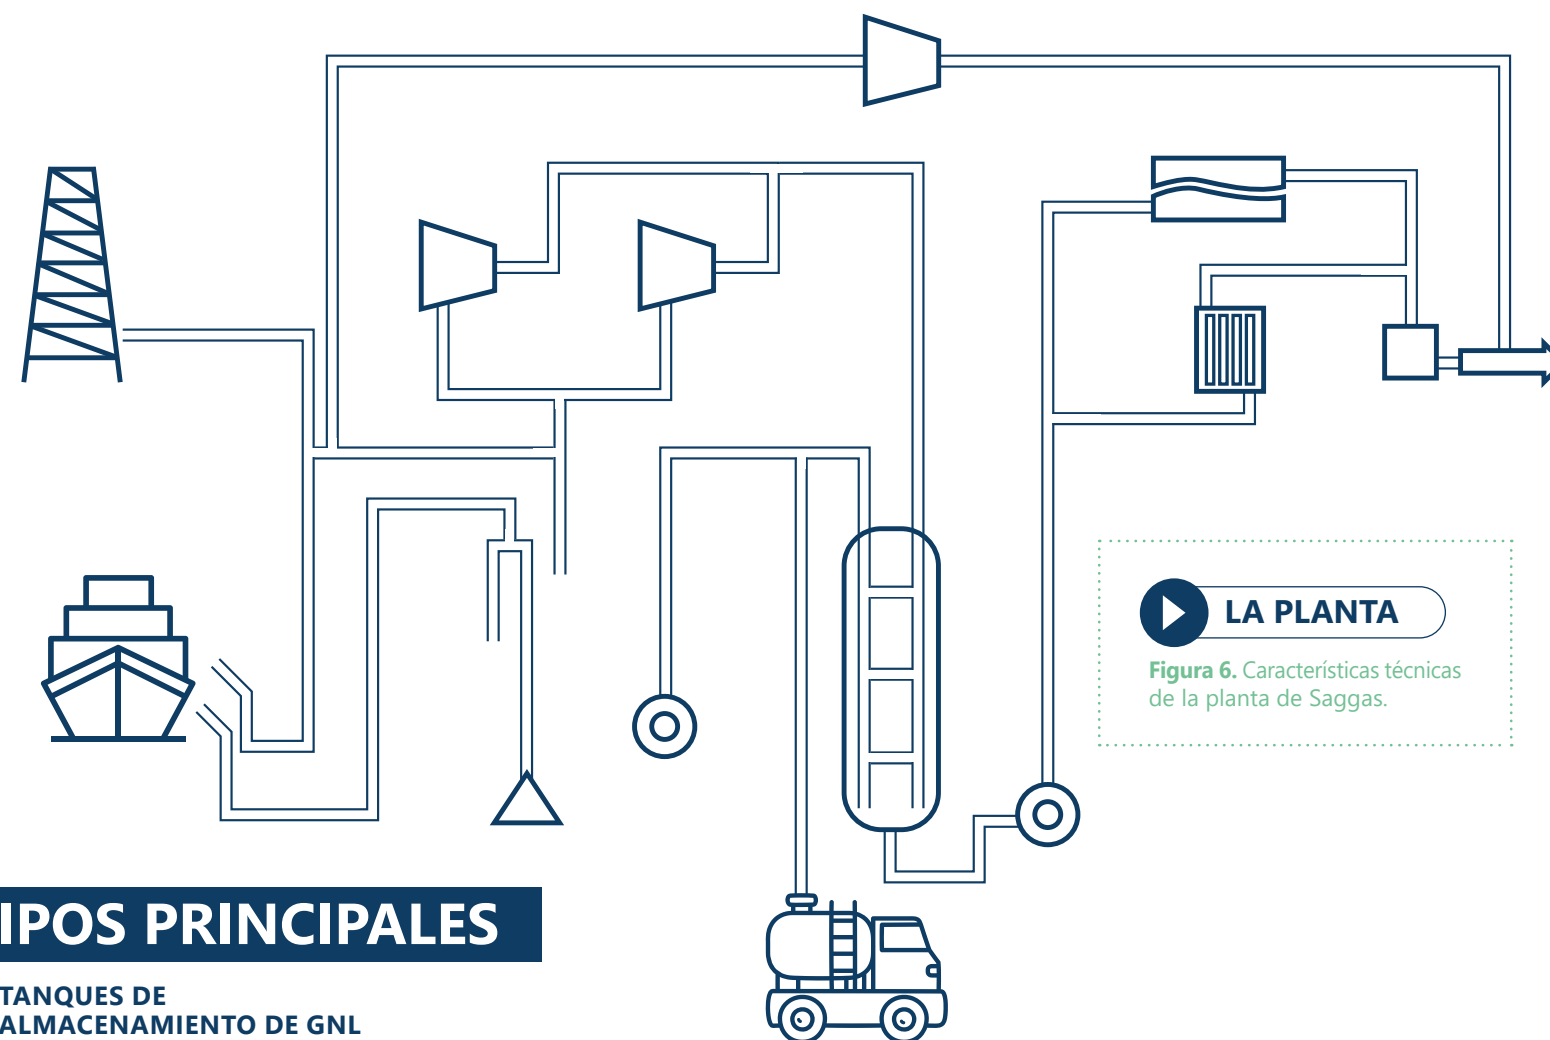 LA PLANTA
Figura 6. Características técnicas
de la planta de Saggas.
IPOS PRINCIPALES
TANQUES DE
ALMACENAMIENTO DE GNL